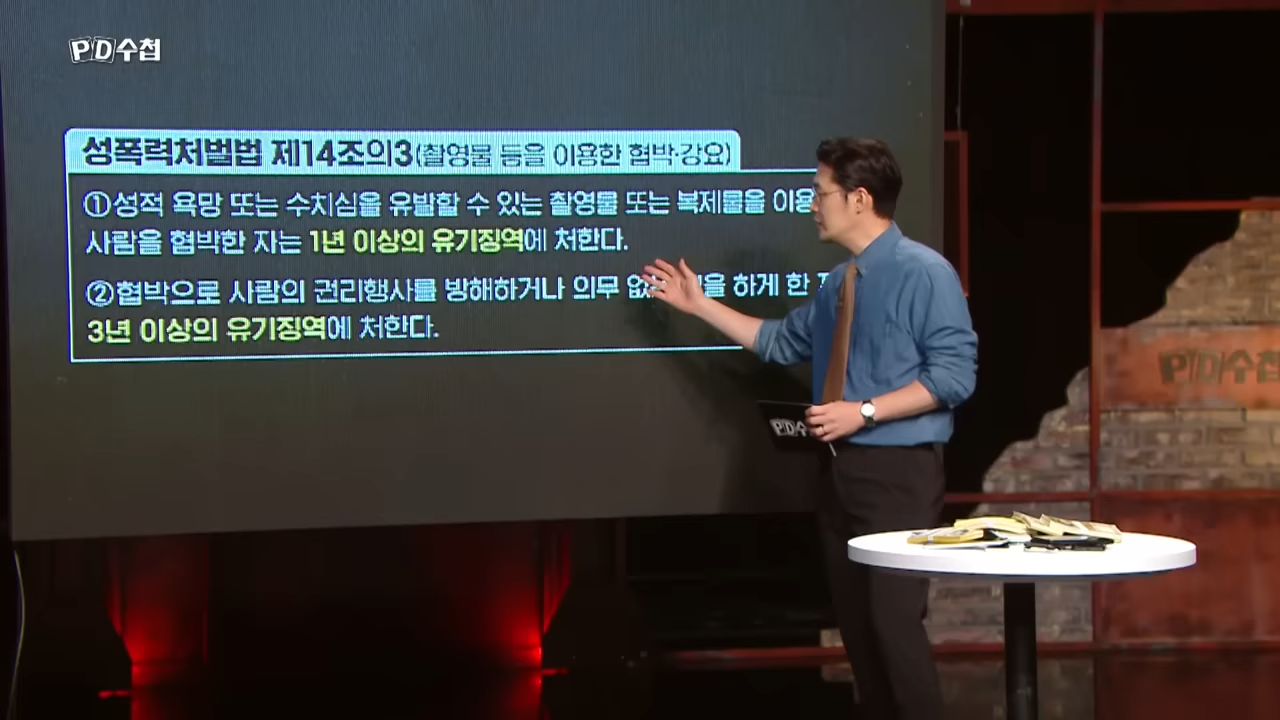 PD수첩
성폭력처벌법 제14조의3(촬영물 등을 이용한 협박·강요)
①성적 욕망 또는 수치심을 유발할 수 있는 촬영물 또는 복제물을 이용
사람을 협박한 자는 1년 이상의 유기징역에 처한다.
②협박으로 사람의 권리행사를 방해하거나 의무 하게 한
3년 이상의 유기징역에 처한다.
PD수첩
PD수